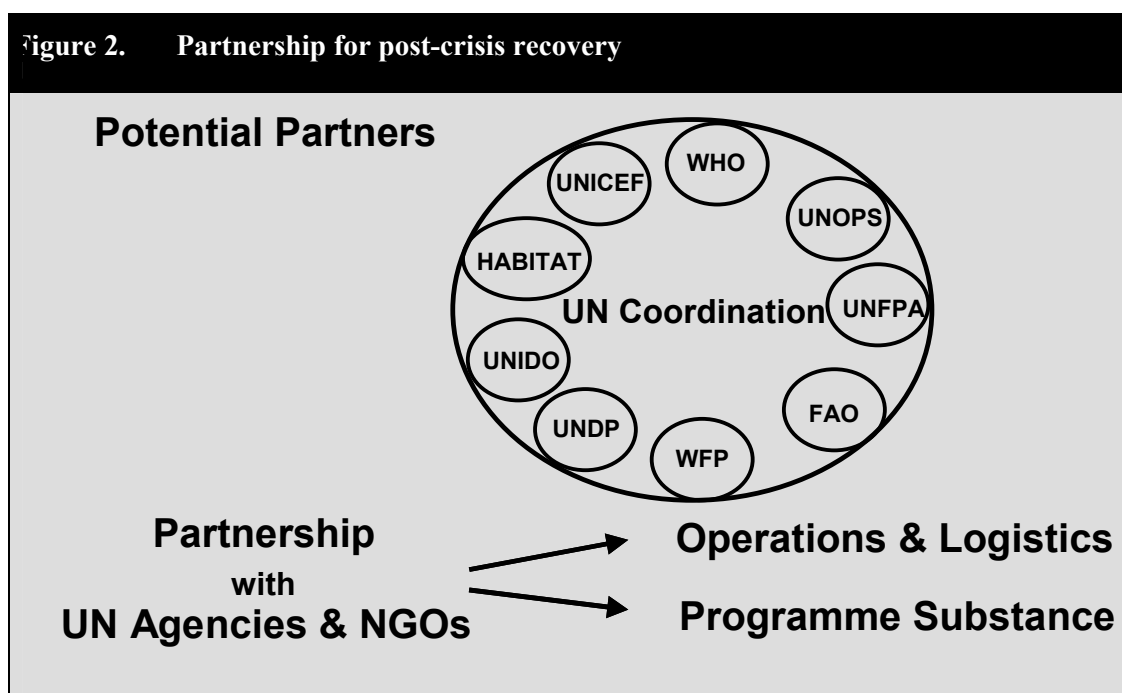 Figure 2. Partnership for post-crisis recovery
Potential Partners
WHO
UNICEF
UNOPS
HABITAT
UN Coordination
UNFPA
UNIDO
FAO
UNDP
WFP
Partnership
with
UN Agencies & NGOs
Operations & Logistics
Programme Substance